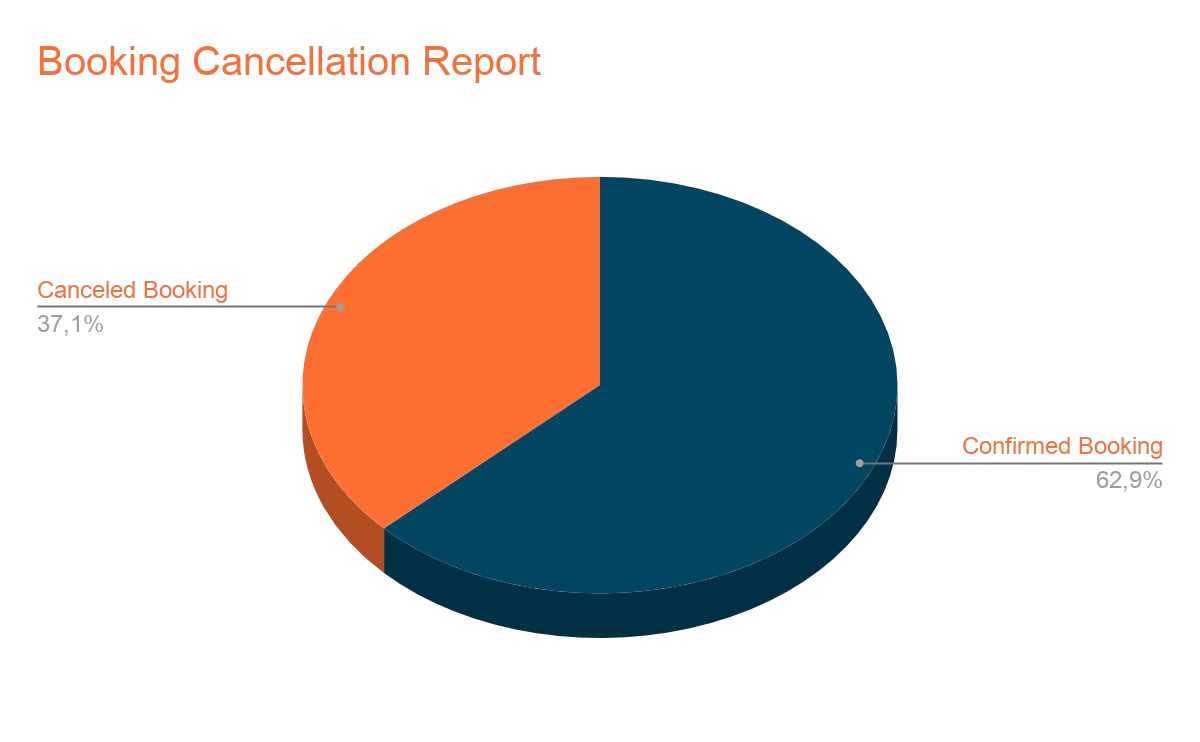 Booking Cancellation Report
Canceled Booking
37,1%
Confirmed Booking
62,9%